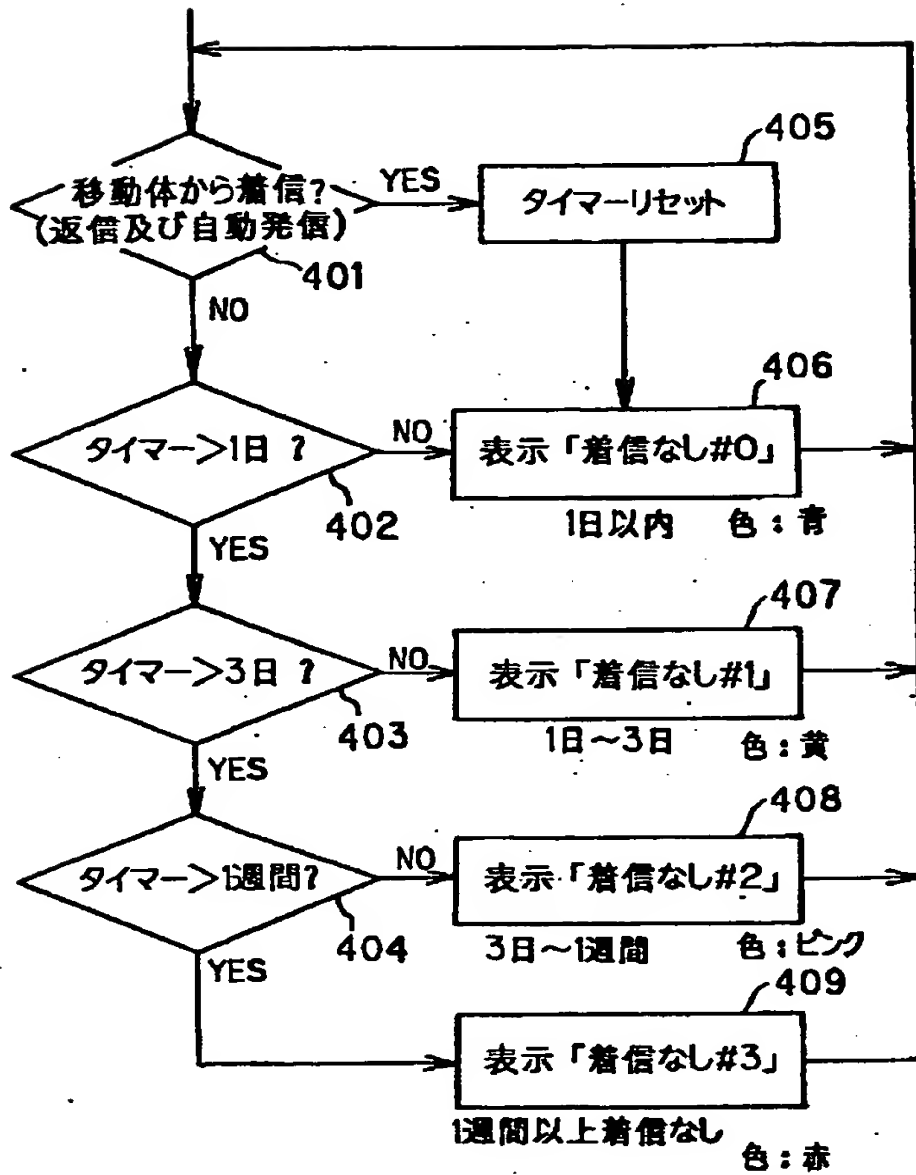 移動体から着信?
(返信及び自動発信)
401
YES
405
タイマーリセット
NO
406
タイマー>1日 ?
402
NO
表示「着信なし#0」
1日以内 色:青
YES
407
タイマー>3日 ?
403
NO
表示「着信なし#1」
1日~3日 色:黄
YES
408
タイマー>1週間?
404
NO
表示「着信なし#2」
3日~1週間 色:ピンク
YES
409
表示「着信なし#3」
1週間以上着信なし
色:赤